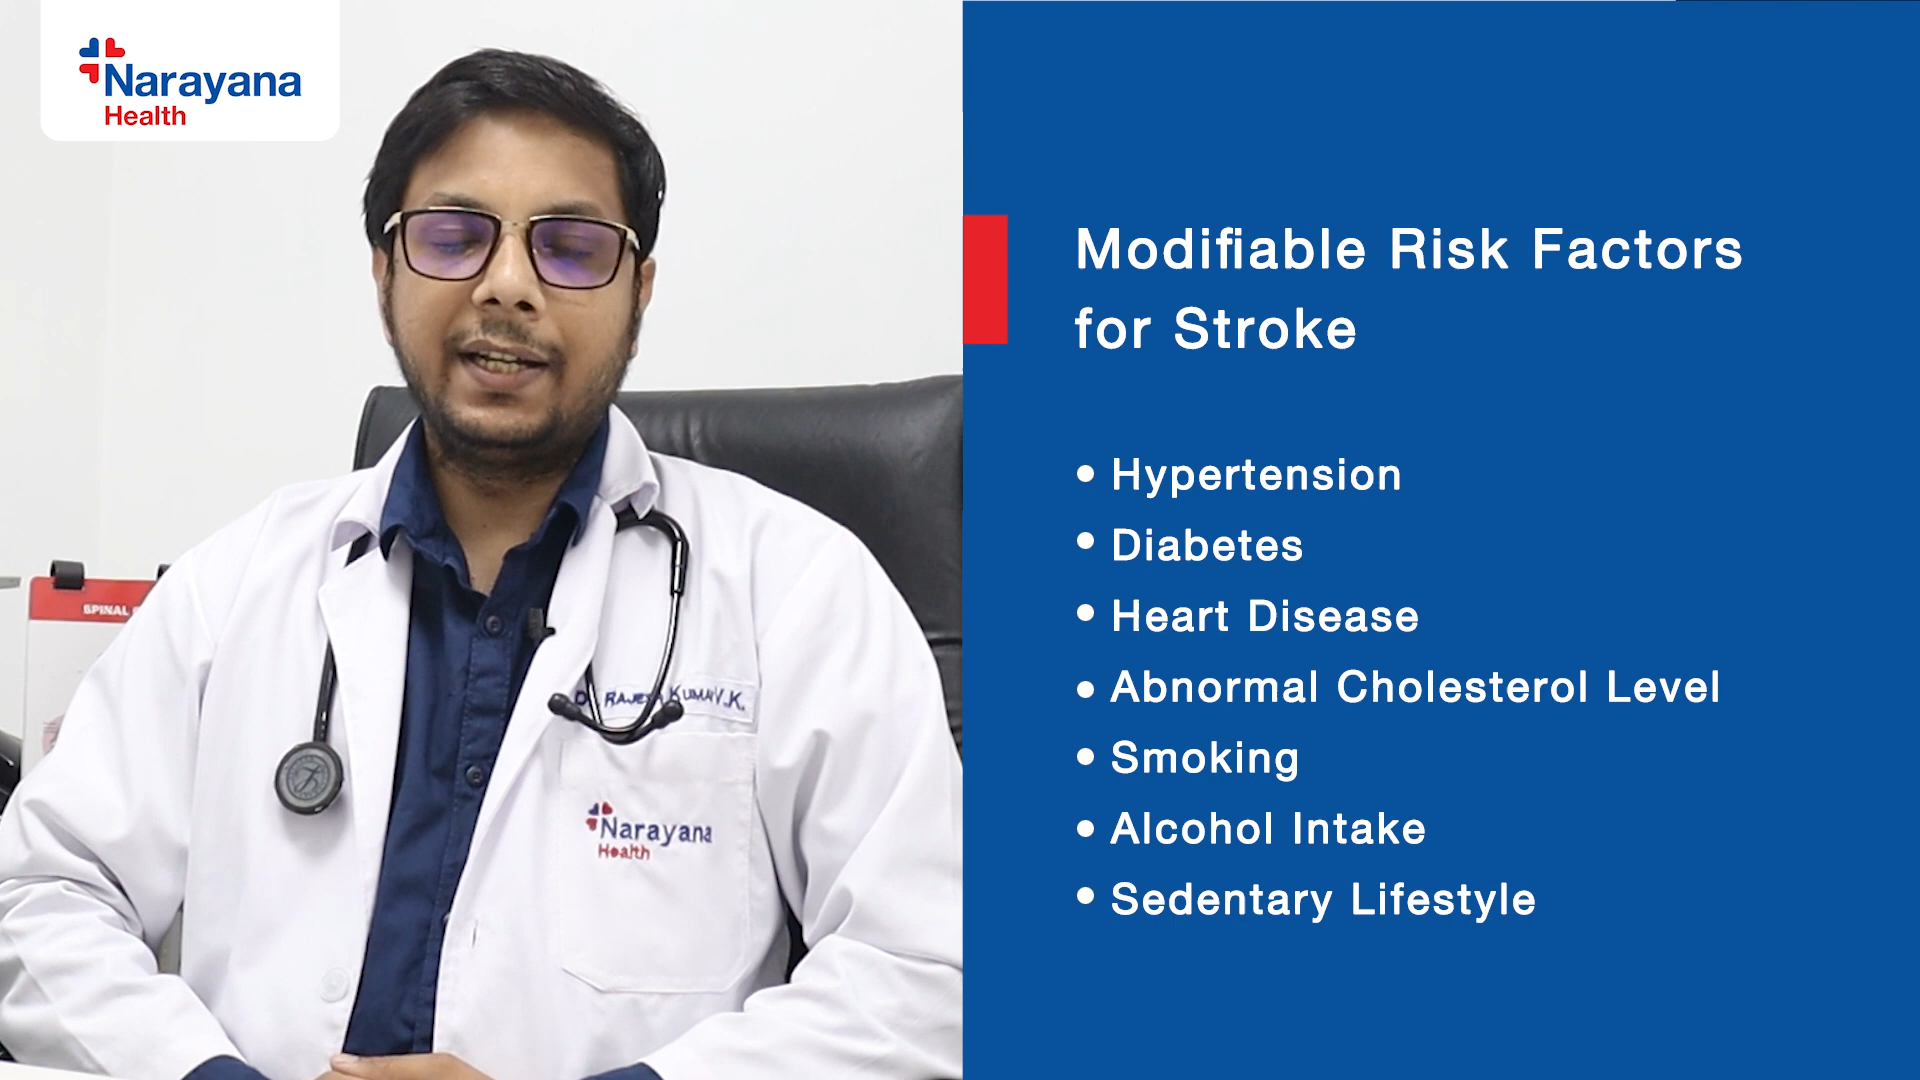 Narayana
Health
Modifiable Risk Factors
for Stroke
• Hypertension
• Diabetes
• Heart Disease
• Abnormal Cholesterol Level
• Smoking
• Alcohol Intake
• Sedentary Lifestyle
SPINAL
V.K.
Narayana
Health